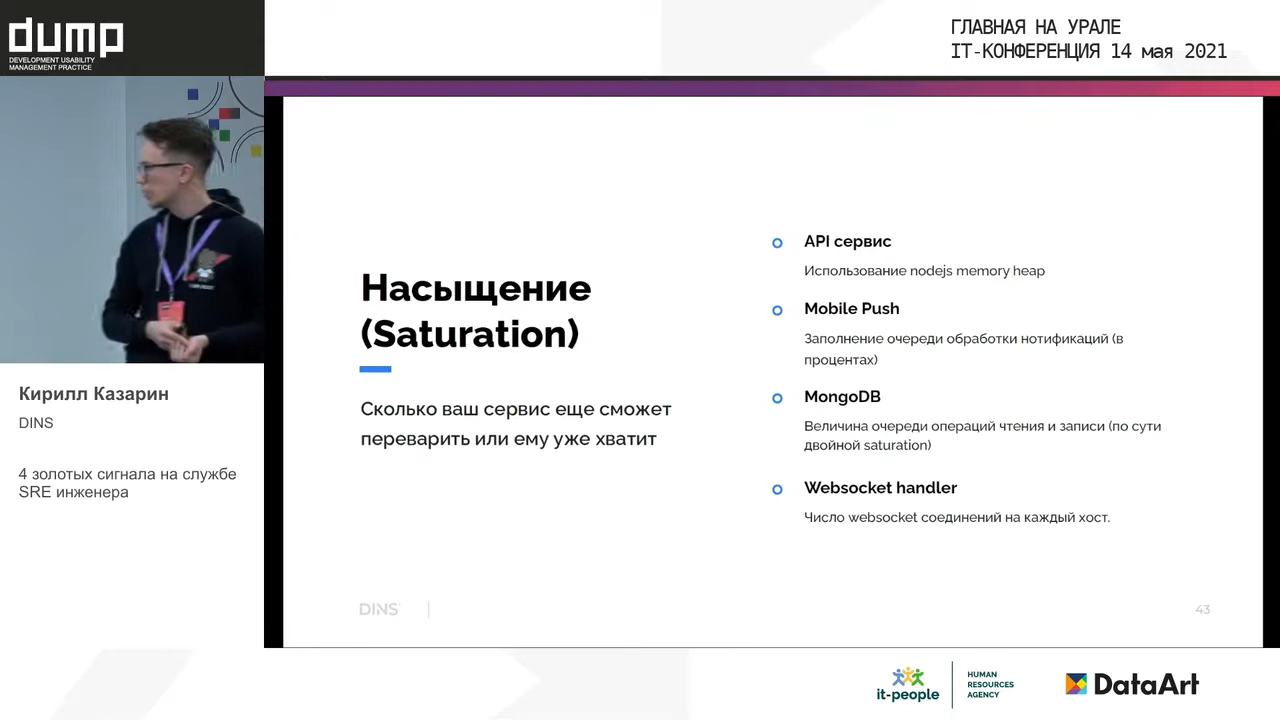 dump
DEVELOPMENT USABILITY
MANAGEMENT PRACTICE
ГЛАВНАЯ НА УРАЛЕ
IT-КОНФЕРЕНЦИЯ 14 мая 2021
Кирилл Казарин
DINS
4 золотых сигнала на службе
SRE инженера
Насыщение
(Saturation)
Сколько ваш сервис еще сможет
переварить или ему уже хватит
API сервис
Использование nodejs memory heap
Mobile Push
Заполнение очереди обработки нотификаций (в
процентах)
MongoDB
Величина очереди операций чтения и записи (по сути
двойной saturation)
Websocket handler
Число websocket соединений на каждый хост.
DINS
43
it-people
HUMAN
RESOURCES
AGENCY
DataArt